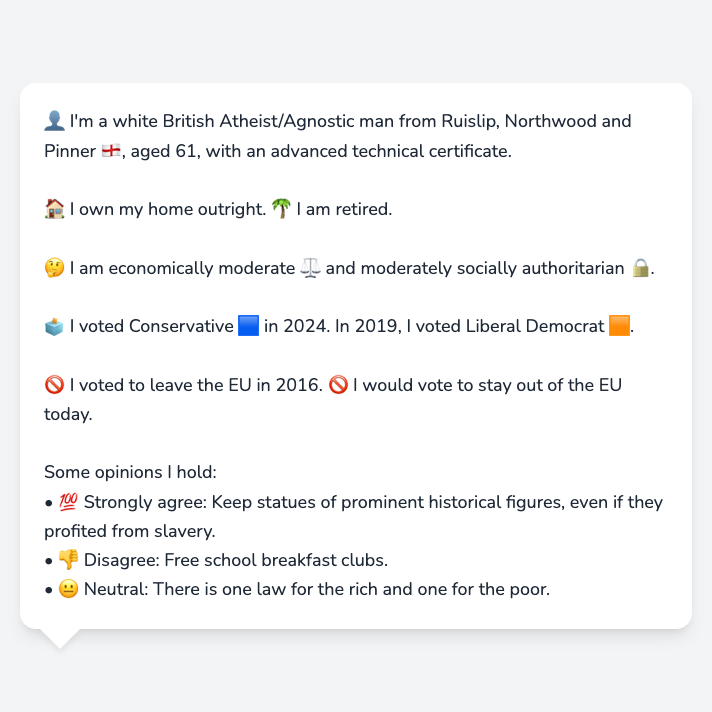 👤 I'm a white British Atheist/Agnostic man from Ruislip, Northwood and
Pinner 🏴󠁧󠁢󠁥󠁮󠁧󠁿, aged 61, with an advanced technical certificate.
🏠 I own my home outright. 🌴 I am retired.
🤔 I am economically moderate ⚖️ and moderately socially authoritarian 🔒.
🗳️ I voted Conservative 🟦 in 2024. In 2019, I voted Liberal Democrat 🟧.
🚫 I voted to leave the EU in 2016. 🚫 I would vote to stay out of the EU
today.
Some opinions I hold:
• 💯 Strongly agree: Keep statues of prominent historical figures, even if they
profited from slavery.
• 👎 Disagree: Free school breakfast clubs.
• 😐 Neutral: There is one law for the rich and one for the poor.